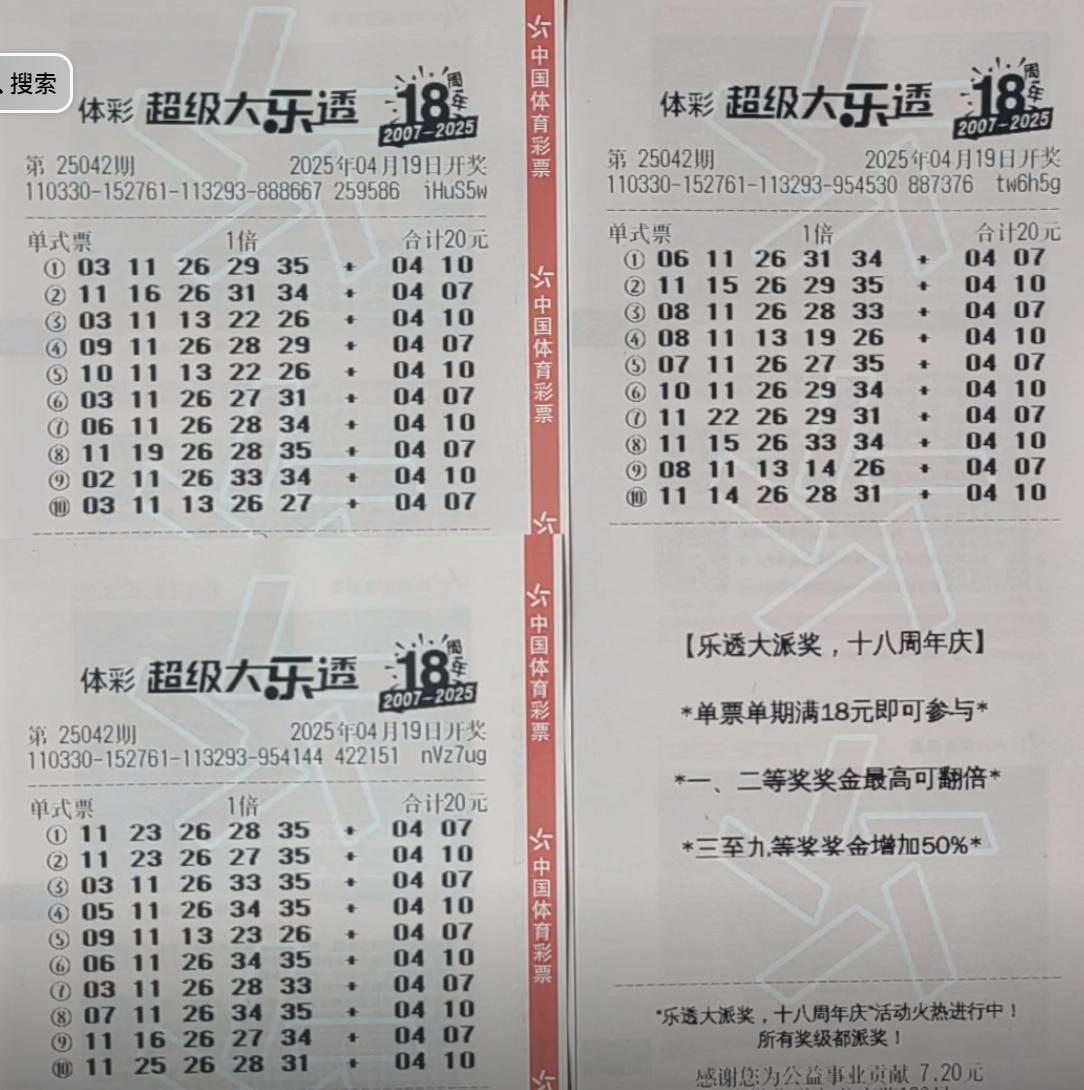 搜索
体彩 超级大乐透 18周年
2007-2025
第 25042期 2025年04月19日开奖
110330-152761-113293-888667 259586 iHuS5w
单式票 1倍 合计20元
① 03 11 26 29 35 + 04 10
② 11 16 26 31 34 + 04 07
③ 03 11 13 22 26 + 04 10
④ 09 11 26 28 29 + 04 07
⑤ 10 11 13 22 26 + 04 10
⑥ 03 11 26 27 31 + 04 07
⑦ 06 11 26 28 34 + 04 10
⑧ 11 19 26 28 35 + 04 07
⑨ 02 11 26 33 34 + 04 10
⑩ 03 11 13 26 27 + 04 07
中国体育彩票
中国体育彩票
体彩 超级大乐透 18周年
2007-2025
第 25042期 2025年04月19日开奖
110330-152761-113293-954530 887376 tw6h5g
单式票 1倍 合计20元
① 06 11 26 31 34 + 04 07
② 11 15 26 29 35 + 04 10
③ 08 11 26 28 33 + 04 07
④ 08 11 13 19 26 + 04 10
⑤ 07 11 26 27 35 + 04 07
⑥ 10 11 26 29 34 + 04 10
⑦ 11 22 26 29 31 + 04 07
⑧ 11 15 26 33 34 + 04 10
⑨ 08 11 13 14 26 + 04 07
⑩ 11 14 26 28 31 + 04 10
体彩 超级大乐透 18周年
2007-2025
第 25042期 2025年04月19日开奖
110330-152761-113293-954144 422151 nVz7ug
单式票 1倍 合计20元
① 11 23 26 28 35 + 04 07
② 11 23 26 27 35 + 04 10
③ 03 11 26 33 35 + 04 07
④ 05 11 26 34 35 + 04 10
⑤ 09 11 13 23 26 + 04 07
⑥ 06 11 26 34 35 + 04 10
⑦ 03 11 26 28 33 + 04 07
⑧ 07 11 26 34 35 + 04 10
⑨ 11 16 26 27 34 + 04 07
⑩ 11 25 26 28 31 + 04 10
中国体育彩票
中国体育彩票
【乐透大派奖，十八周年庆】
*单票单期满18元即可参与*
*一、二等奖奖金最高可翻倍*
*三至九等奖奖金增加50%*
"乐透大派奖，十八周年庆"活动火热进行中！
所有奖级都派奖！
感谢您为公益事业贡献 7.20元